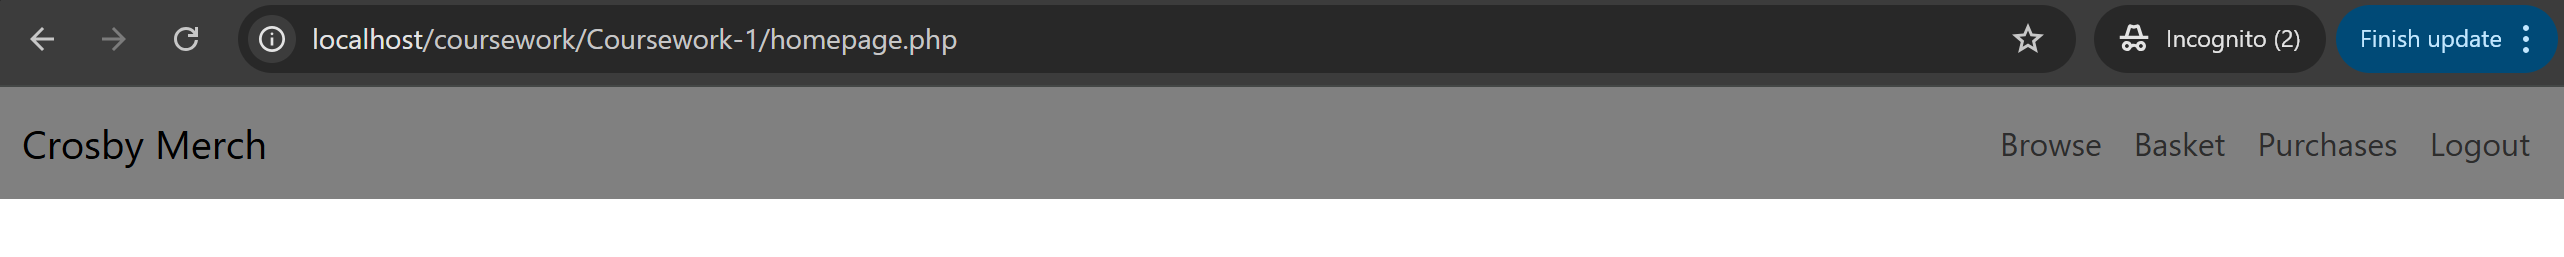 localhost/coursework/Coursework-1/homepage.php Incognito (2) Finish update
Crosby Merch Browse Basket Purchases Logout